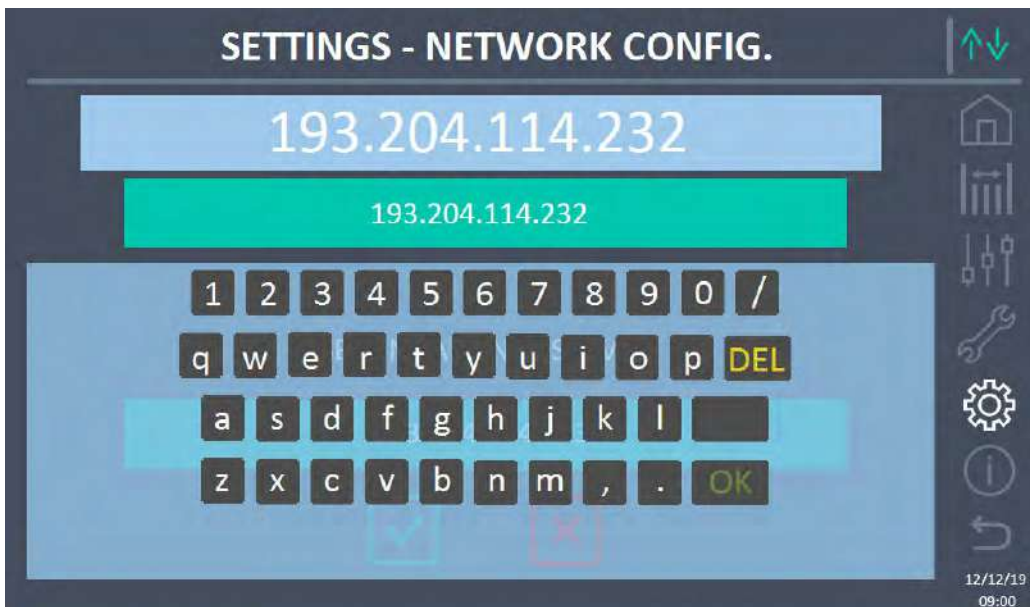 SETTINGS - NETWORK CONFIG.
193.204.114.232
193.204.114.232
1 2 3 4 5 6 7 8 9 0 /
q w e r t y u i o p DEL
a s d f g h j k l
z x c v b n m , . OK
12/12/19
09:00